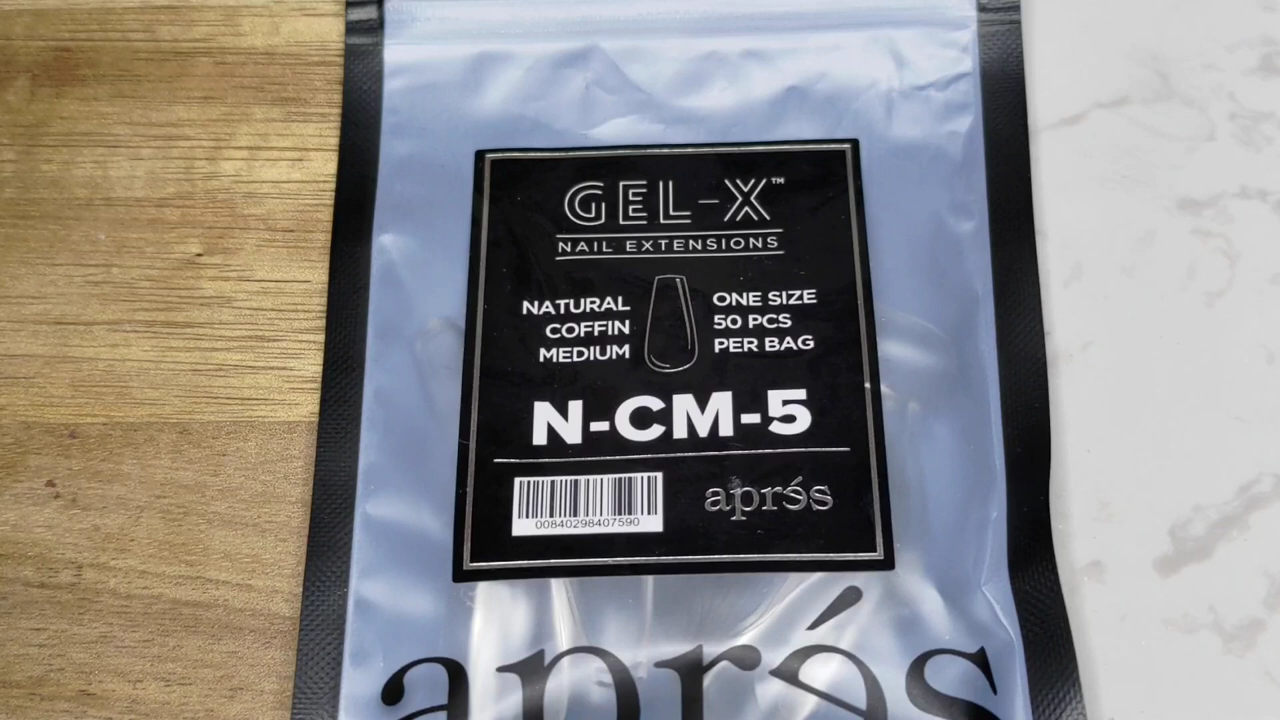 GEL-X™
NAIL EXTENSIONS
NATURAL
COFFIN
MEDIUM
ONE SIZE
50 PCS
PER BAG
N-CM-5
00840298407590
aprés
aprés